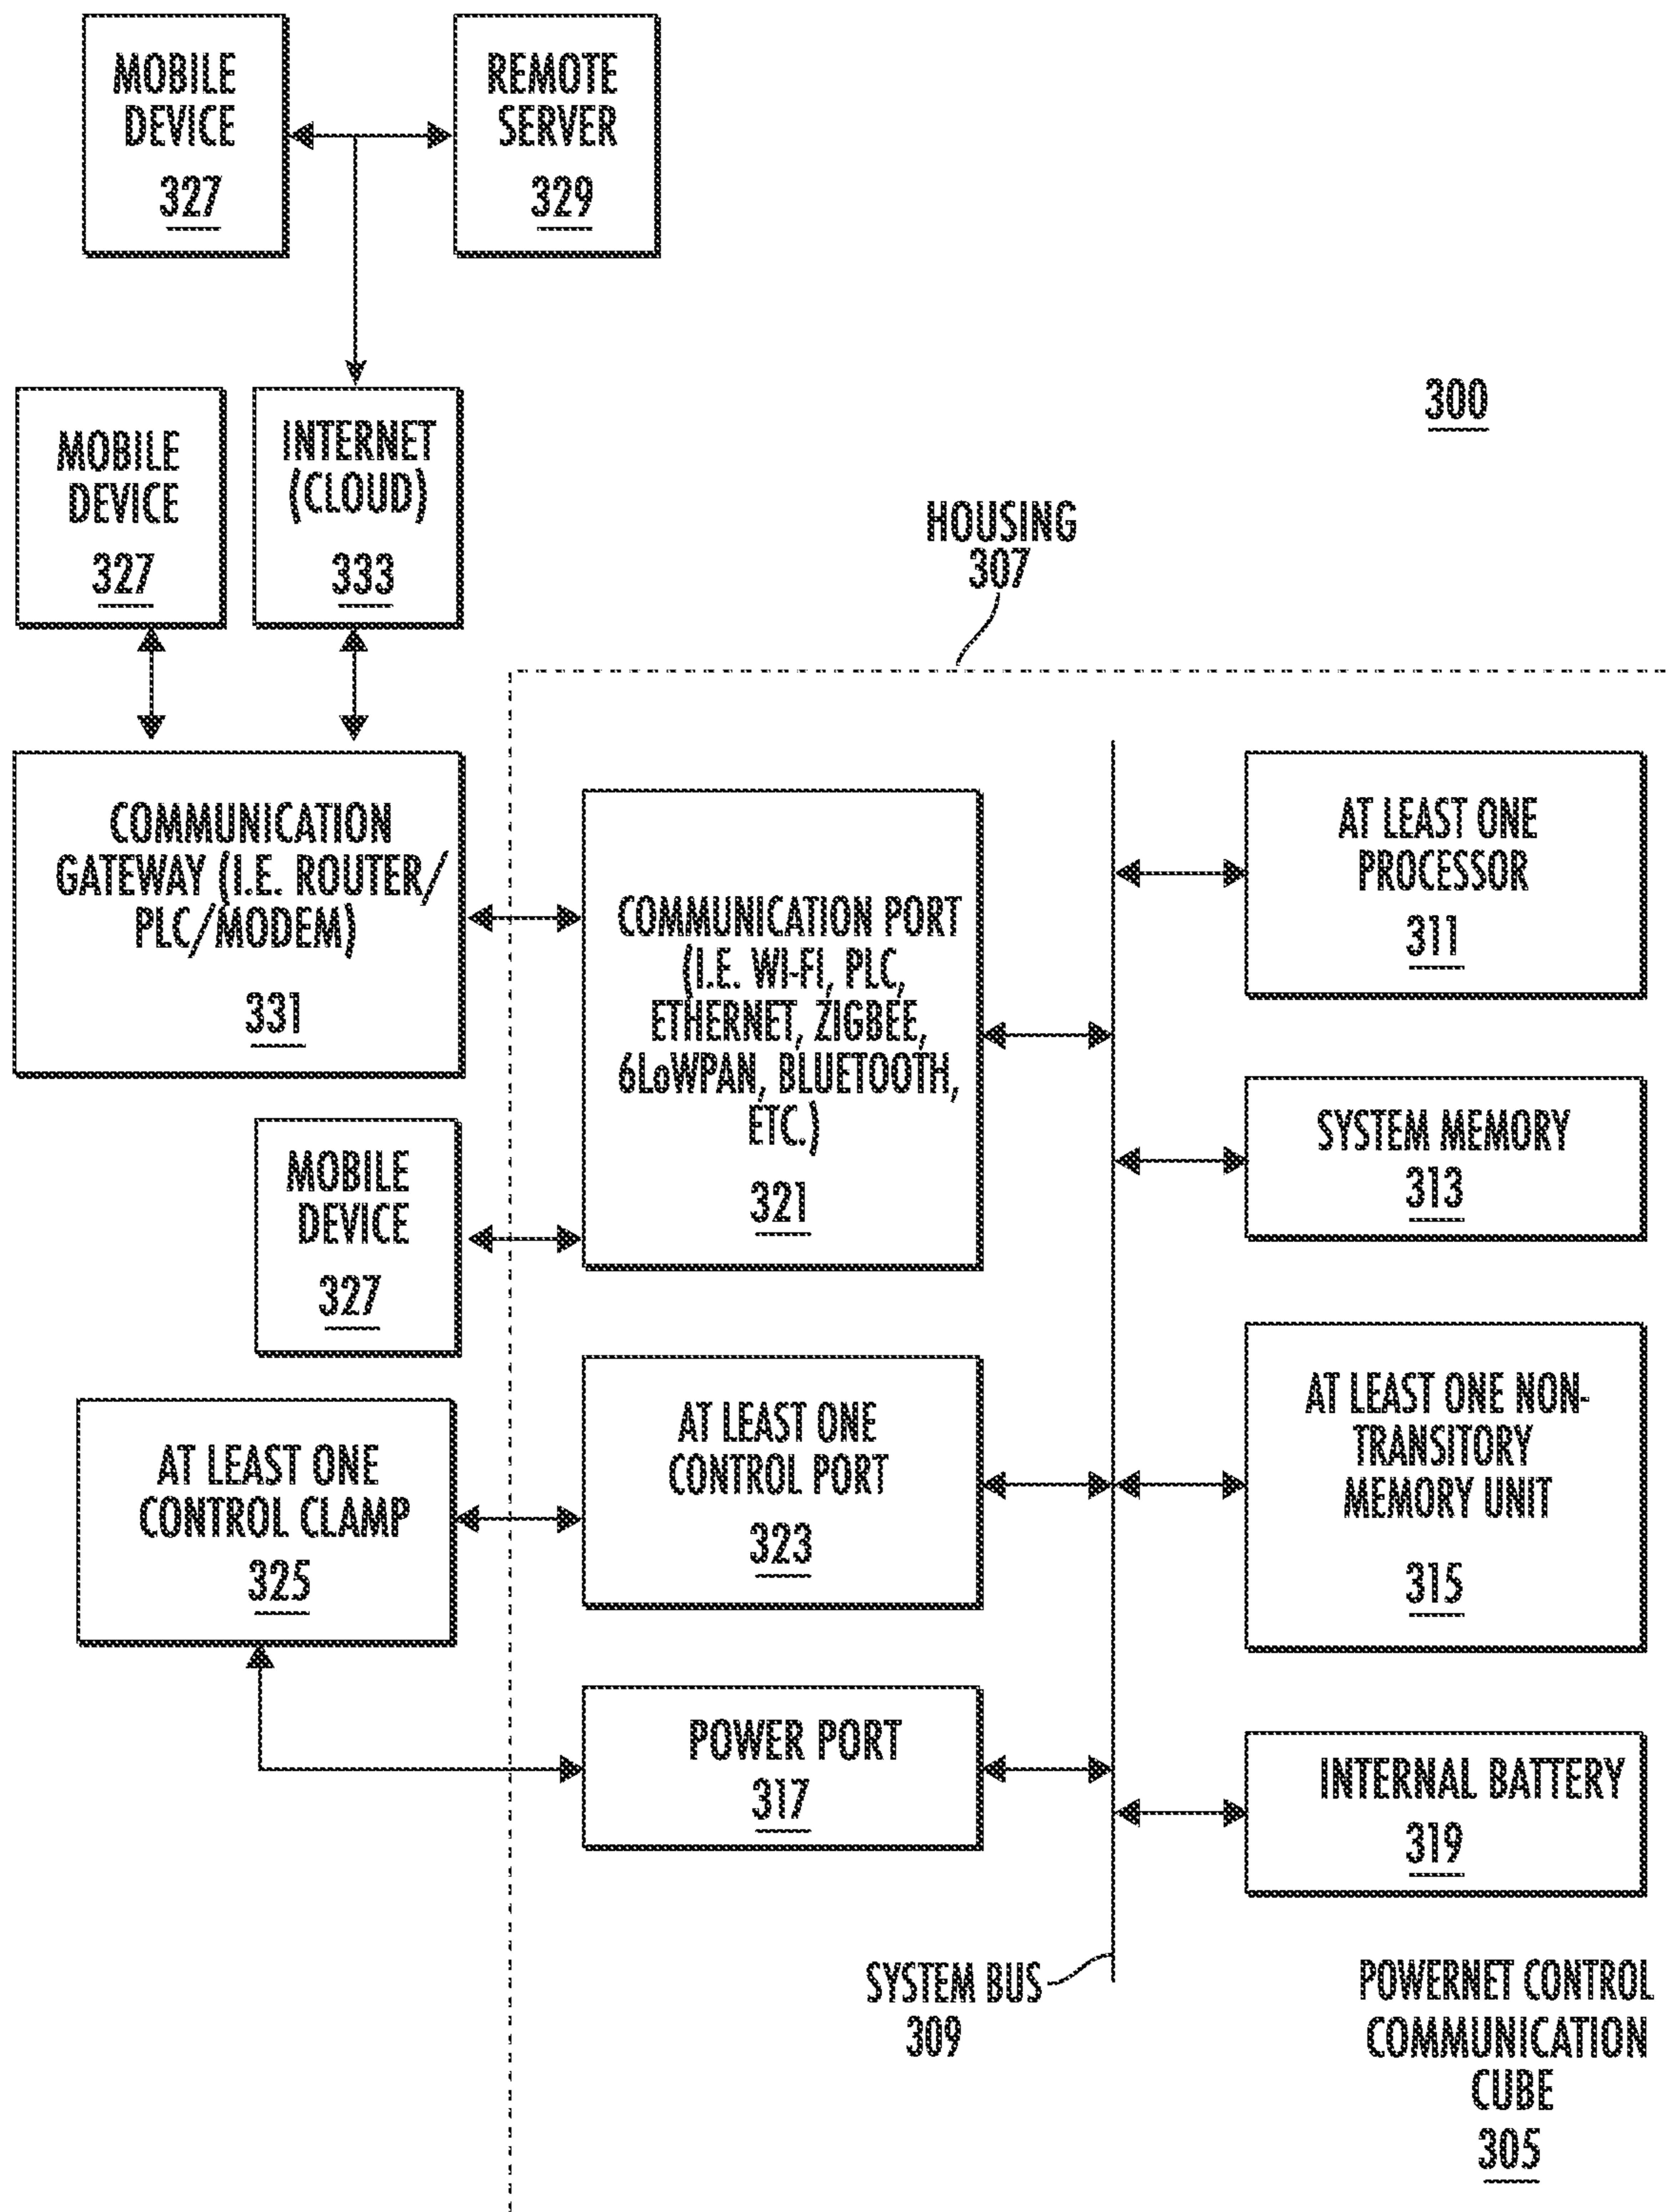 MOBILE
DEVICE
327
REMOTE
SERVER
329
MOBILE
DEVICE
327
INTERNET
(CLOUD)
333
300
HOUSING
307
COMMUNICATION
GATEWAY (I.E. ROUTER/
PLC/MODEM)
331
COMMUNICATION PORT
(I.E. WI-FI, PLC,
ETHERNET, ZIGBEE,
6LoWPAN, BLUETOOTH,
ETC.)
321
AT LEAST ONE
PROCESSOR
311
SYSTEM MEMORY
313
MOBILE
DEVICE
327
AT LEAST ONE
CONTROL CLAMP
325
AT LEAST ONE
CONTROL PORT
323
AT LEAST ONE NON-
TRANSITORY
MEMORY UNIT
315
POWER PORT
317
INTERNAL BATTERY
319
SYSTEM BUS
309
POWERNET CONTROL
COMMUNICATION
CUBE
305